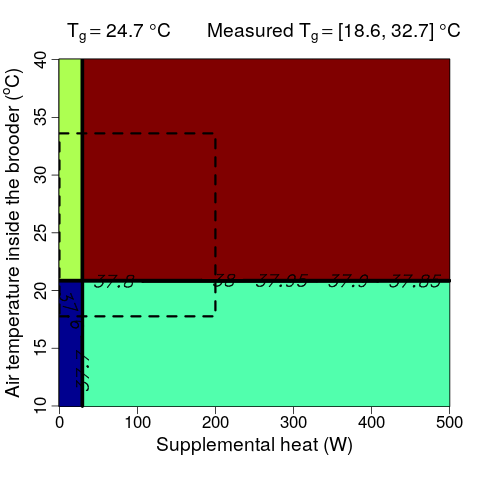 T_g = 24.7 °C Measured T_g = [18.6, 32.7] °C
Air temperature inside the brooder (°C)
40
35
30
25
20
15
10
37.8 38 37.95 37.9 37.85
37.7
0 100 200 300 400 500
Supplemental heat (W)